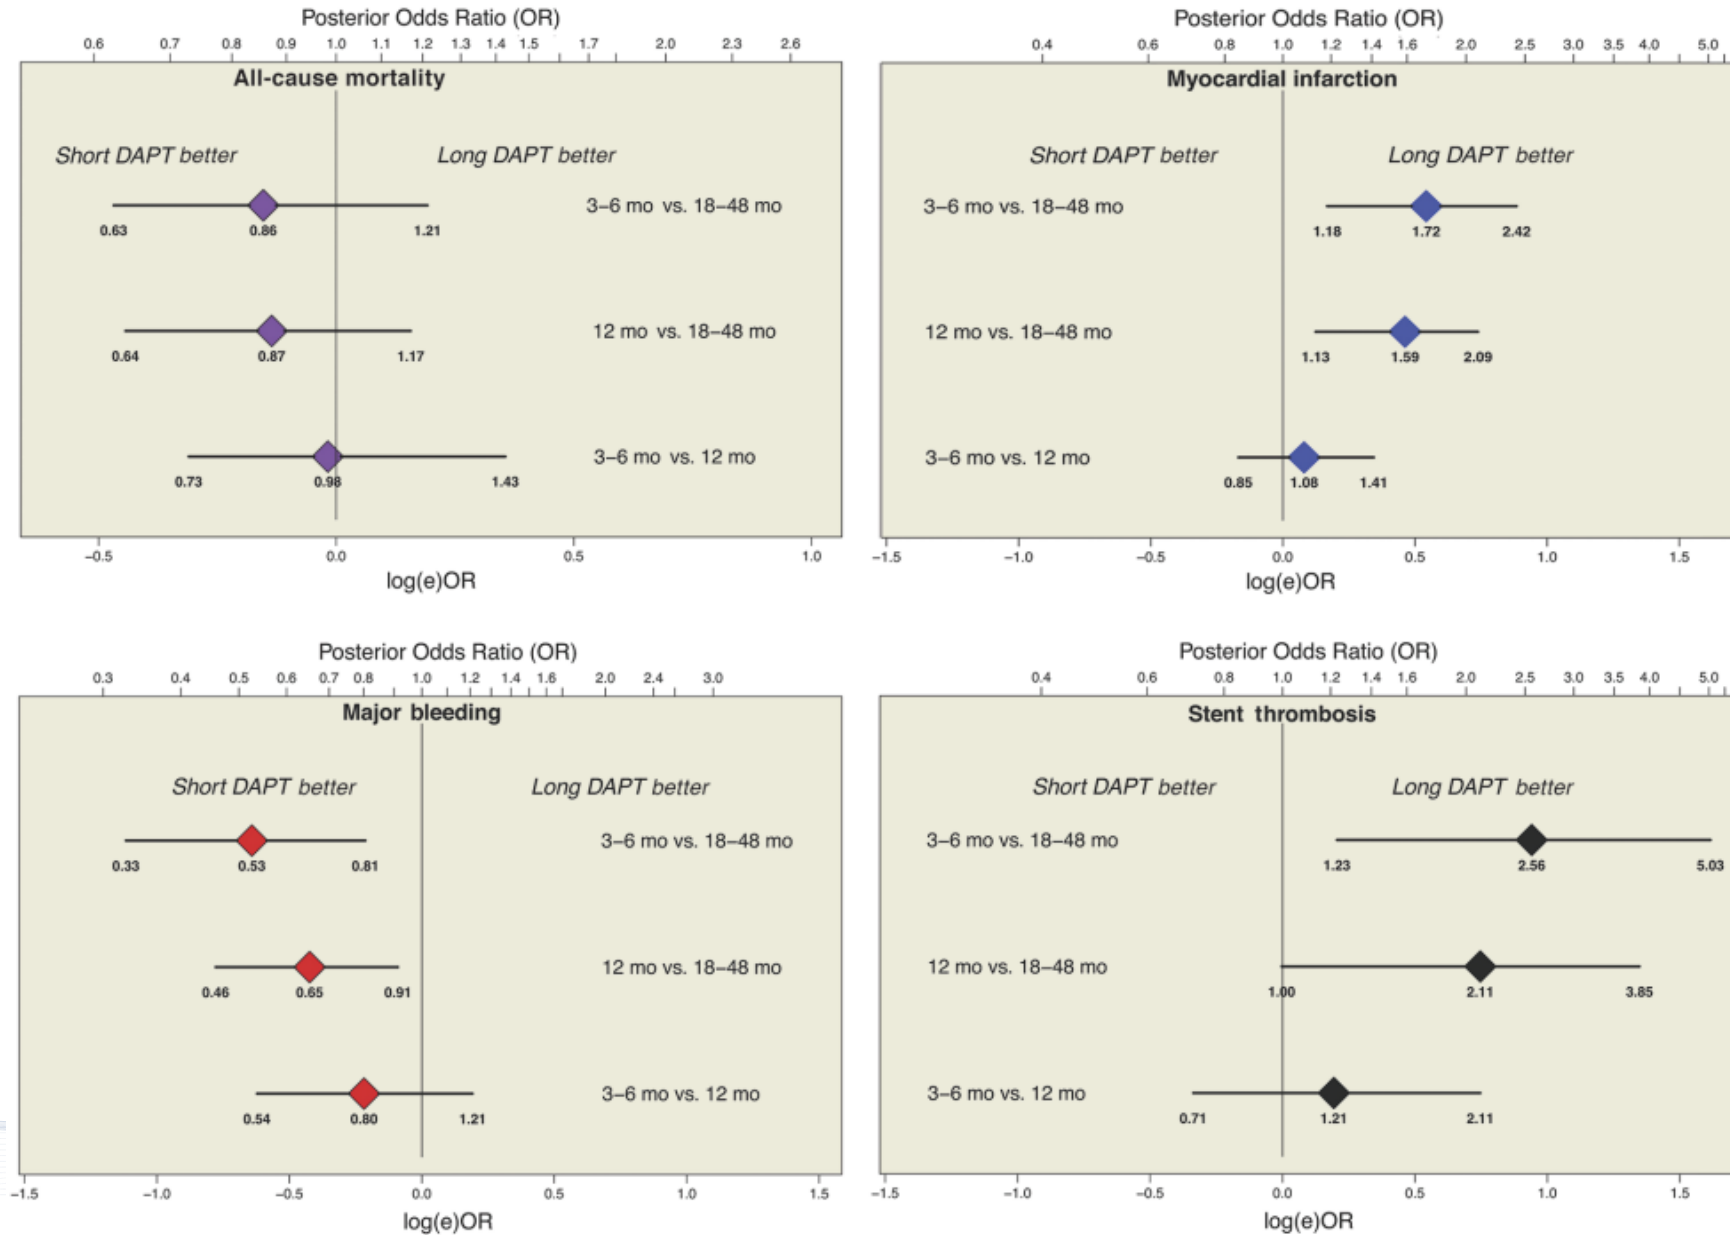 Posterior Odds Ratio (OR)
0.6 0.7 0.8 0.9 1.0 1.1 1.2 1.3 1.4 1.5 1.7 2.0 2.3 2.6
All-cause mortality
Short DAPT better Long DAPT better
3–6 mo vs. 18–48 mo
0.63 0.86 1.21
12 mo vs. 18–48 mo
0.64 0.87 1.17
3–6 mo vs. 12 mo
0.73 0.98 1.43
−0.5 0.0 0.5 1.0
log(e)OR
Posterior Odds Ratio (OR)
0.4 0.6 0.8 1.0 1.2 1.4 1.6 2.0 2.5 3.0 3.5 4.0 5.0
Myocardial infarction
Short DAPT better Long DAPT better
3–6 mo vs. 18–48 mo
1.18 1.72 2.42
12 mo vs. 18–48 mo
1.13 1.59 2.09
3–6 mo vs. 12 mo
0.85 1.08 1.41
−1.5 −1.0 −0.5 0.0 0.5 1.0 1.5
log(e)OR
Posterior Odds Ratio (OR)
0.3 0.4 0.5 0.6 0.7 0.8 1.0 1.2 1.4 1.6 2.0 2.4 3.0
Major bleeding
Short DAPT better Long DAPT better
3–6 mo vs. 18–48 mo
0.33 0.53 0.81
12 mo vs. 18–48 mo
0.46 0.65 0.91
3–6 mo vs. 12 mo
0.54 0.80 1.21
−1.5 −1.0 −0.5 0.0 0.5 1.0 1.5
log(e)OR
Posterior Odds Ratio (OR)
0.4 0.6 0.8 1.0 1.2 1.4 1.6 2.0 2.5 3.0 3.5 4.0 5.0
Stent thrombosis
Short DAPT better Long DAPT better
3–6 mo vs. 18–48 mo
1.23 2.56 5.03
12 mo vs. 18–48 mo
1.00 2.11 3.85
3–6 mo vs. 12 mo
0.71 1.21 2.11
−1.5 −1.0 −0.5 0.0 0.5 1.0 1.5
log(e)OR